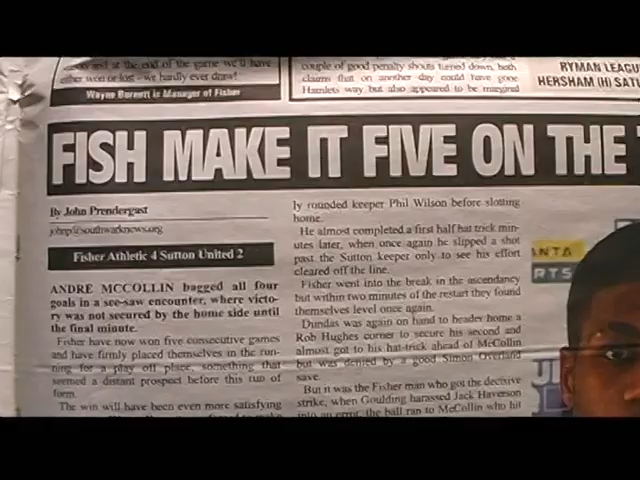 and at the end of the game we'll have
either won or lost - we hardly ever draw!
Wayne Burnett is Manager of Fisher
couple of good penalty shouts turned down, both
claims that on another day could have gone
Hamlets way but also appeared to be marginal
RYMAN LEAGU
HERSHAM (H) SAT
FISH MAKE IT FIVE ON THE
By John Prendergast
johnp@southwarknews.org
Fisher Athletic 4 Sutton United 2
ANDRE MCCOLLIN bagged all four
goals in a see-saw encounter, where victo-
ry was not secured by the home side until
the final minute.
Fisher have now won five consecutive games
and have firmly placed themselves in the run-
ning for a play off place, something that
seemed a distant prospect before this run of
form.
The win will have been even more satisfying
ly rounded keeper Phil Wilson before slotting
home.
He almost completed a first half hat trick min-
utes later, when once again he slipped a shot
past the Sutton keeper only to see his effort
cleared off the line.
Fisher went into the break in the ascendancy
but within two minutes of the restart they found
themselves level once again.
Dundas was again on hand to header home a
Rob Hughes corner to secure his second and
almost got to his hat-trick ahead of McCollin
but was denied by a good Simon Overland
save.
But it was the Fisher man who got the decisive
strike, when Goulding harassed Jack Haverson
into an error, the ball ran to McCollin who hit
ANTA
RTS